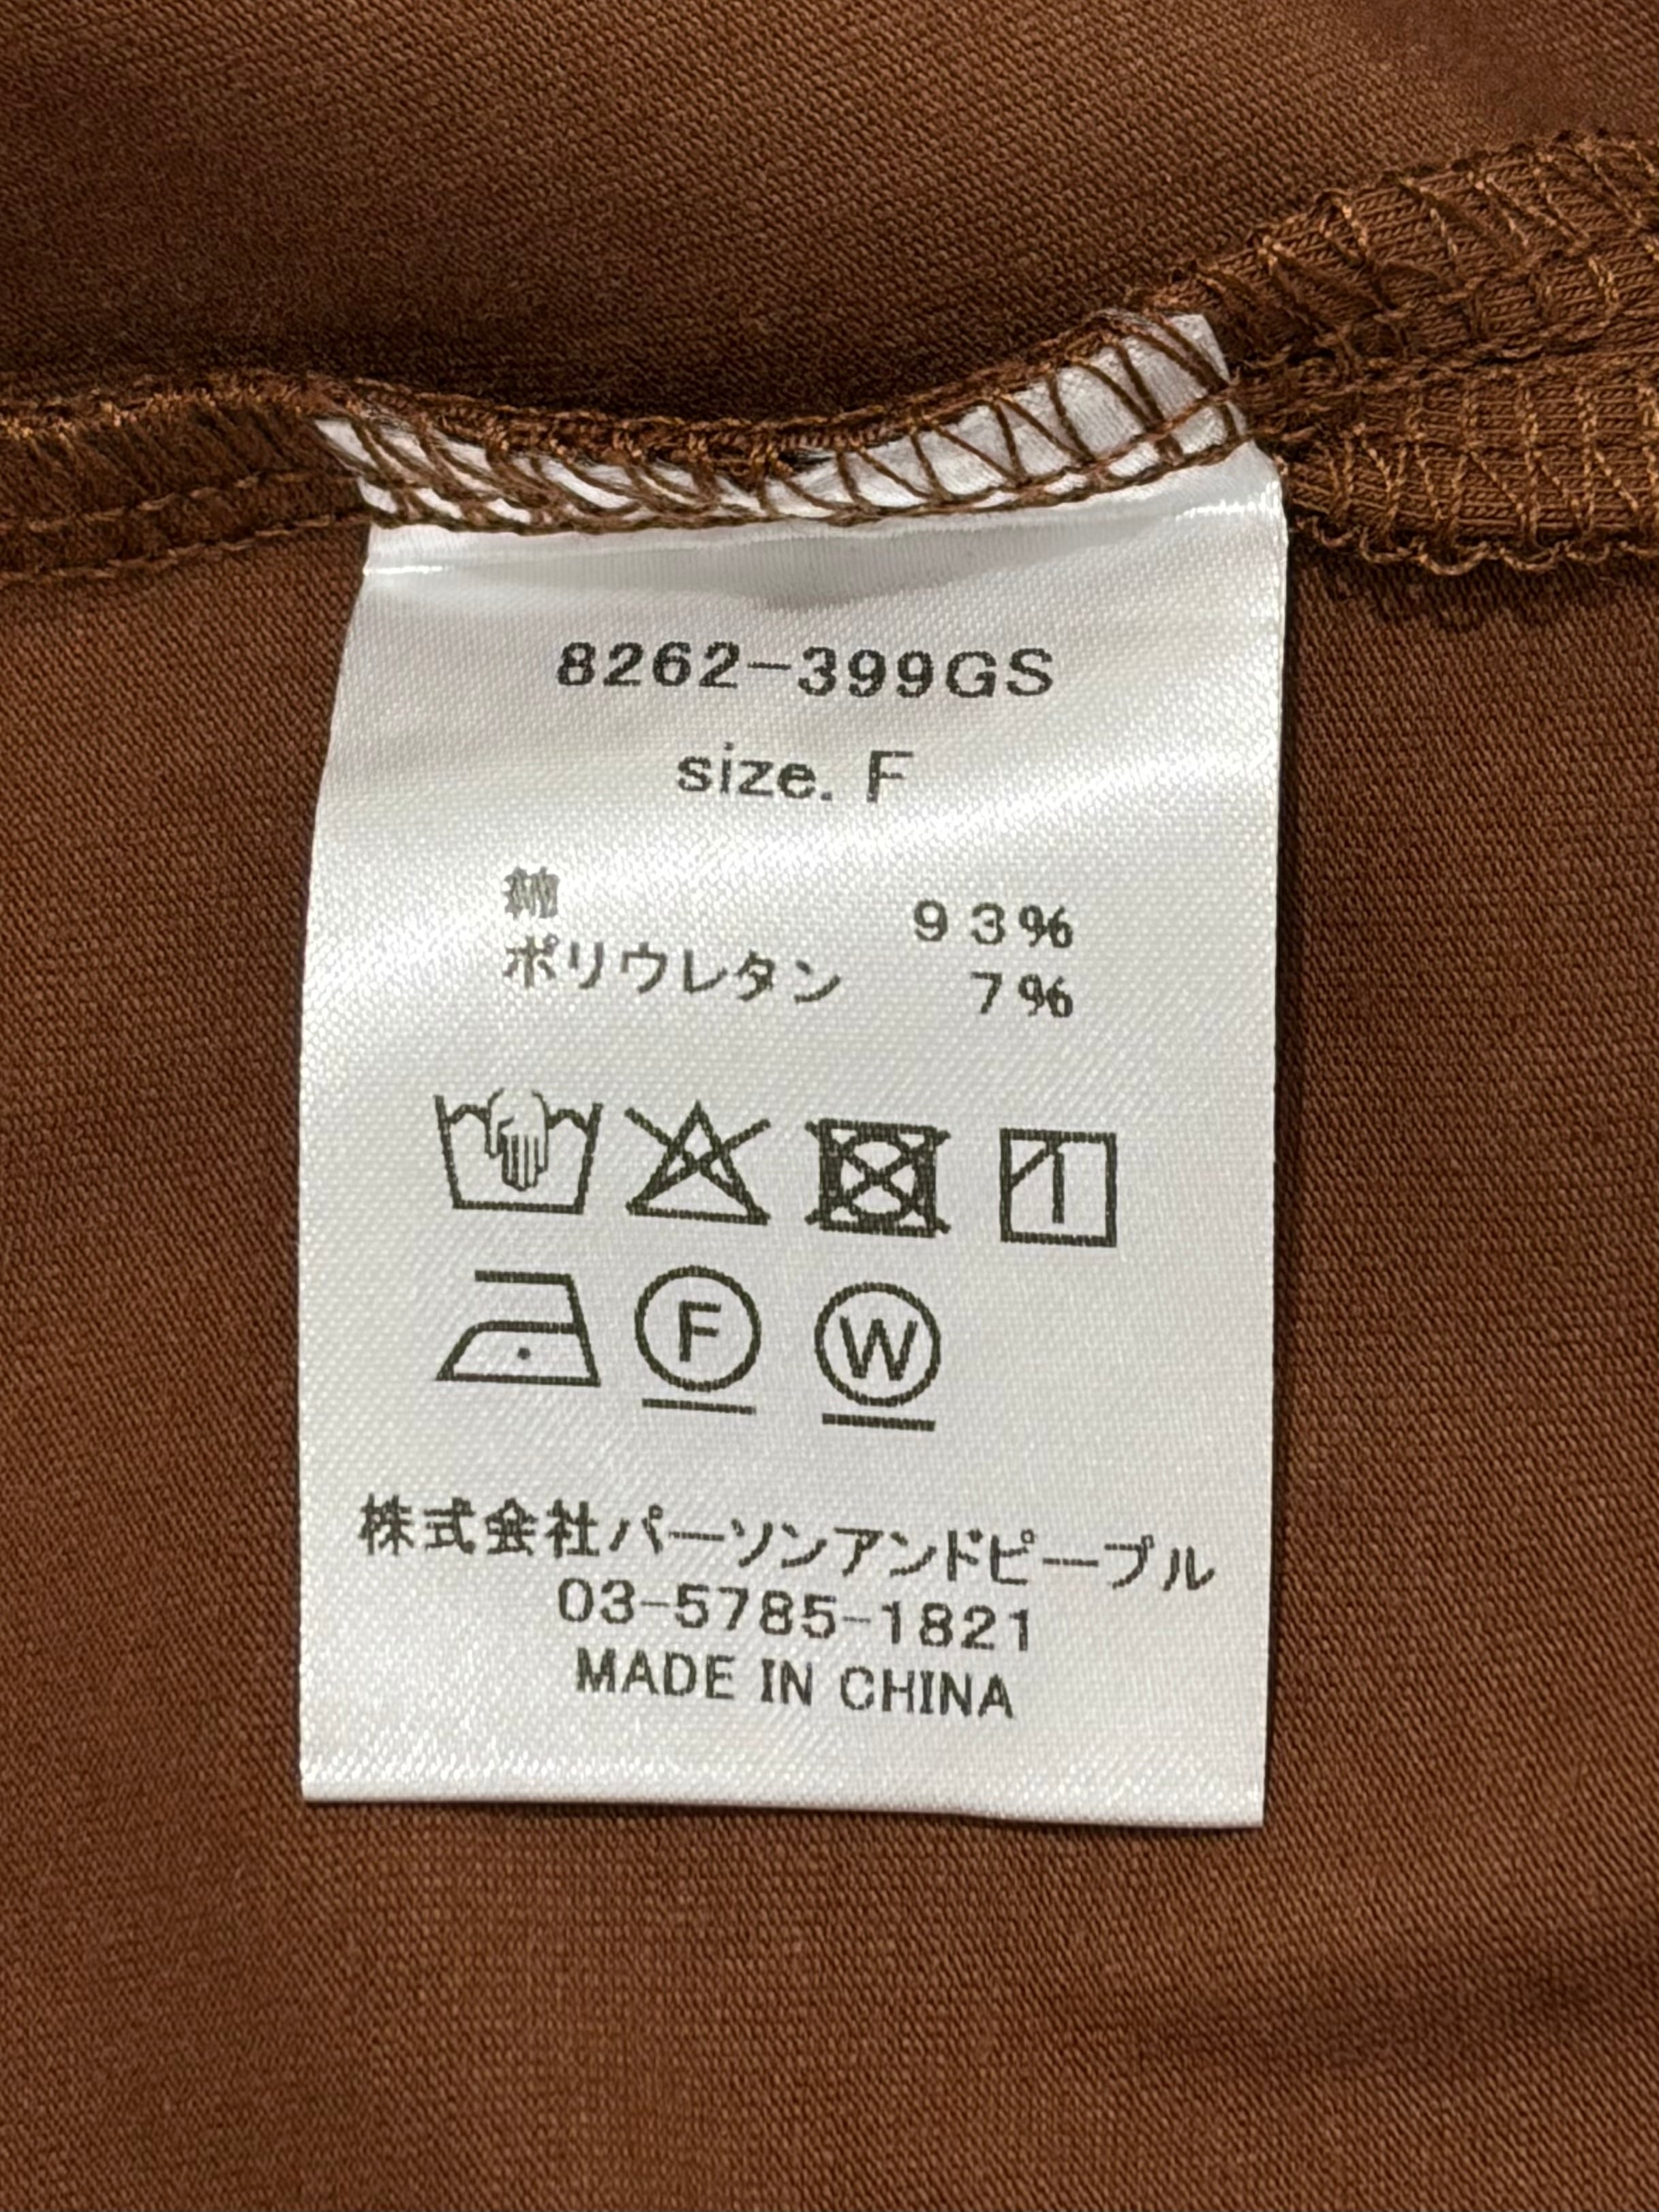 8262-399GS
size. F
綿 93%
ポリウレタン 7%
F W
株式会社パーソンアンドピープル
03-5785-1821
MADE IN CHINA